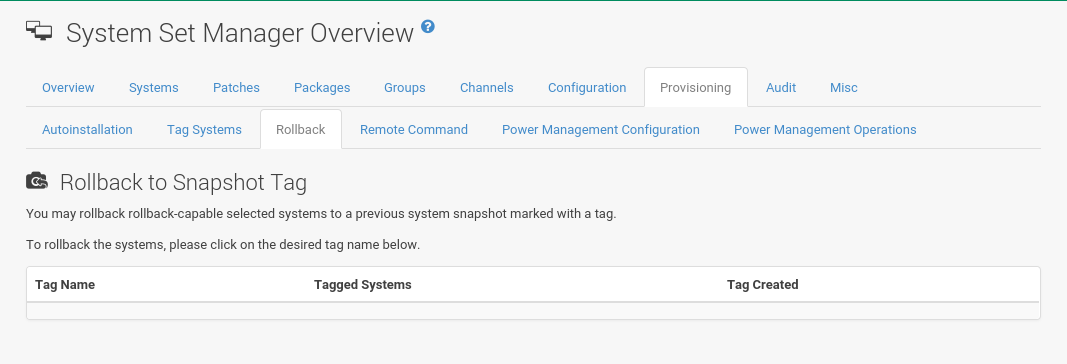 System Set Manager Overview ?
Overview Systems Patches Packages Groups Channels Configuration Provisioning Audit Misc
Autoinstallation Tag Systems Rollback Remote Command Power Management Configuration Power Management Operations
Rollback to Snapshot Tag
You may rollback rollback-capable selected systems to a previous system snapshot marked with a tag.
To rollback the systems, please click on the desired tag name below.
Tag Name Tagged Systems Tag Created